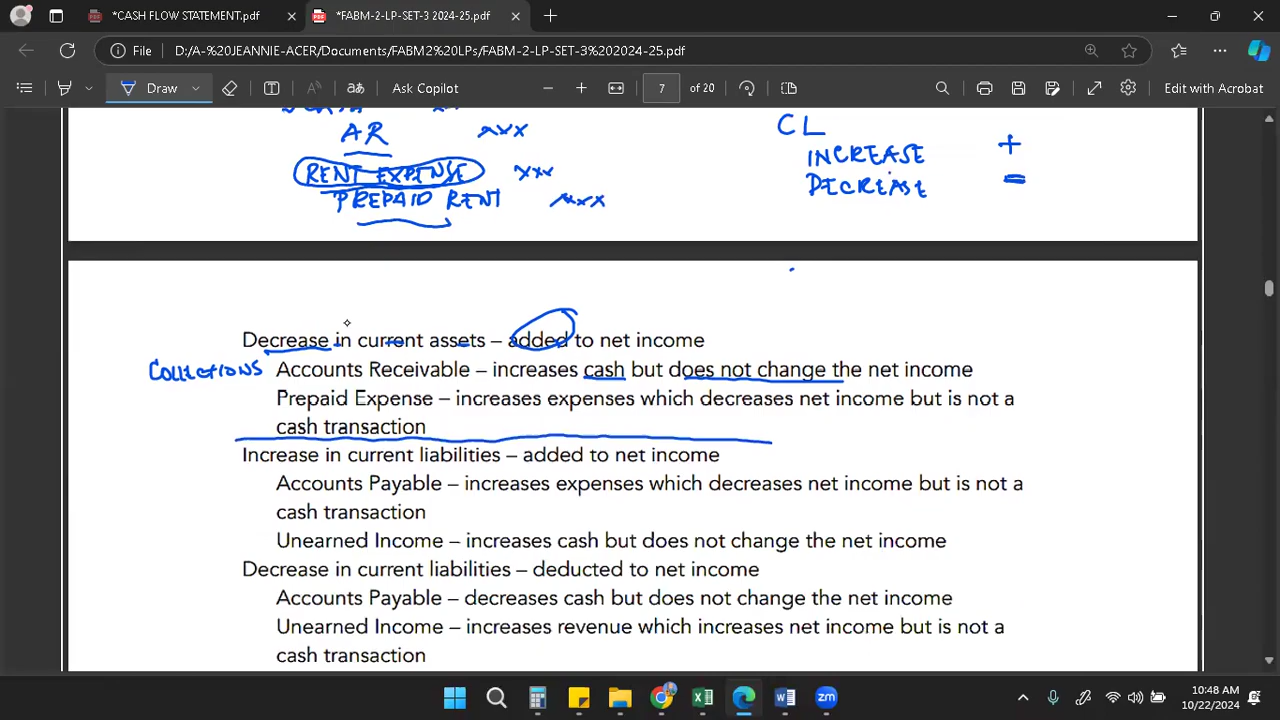 *CASH FLOW STATEMENT.pdf
*FABM-2-LP-SET-3 2024-25.pdf
File
D:/A-%20JEANNIE-ACER/Documents/FABM2%20LPs/FABM-2-LP-SET-3%202024-25.pdf
Draw
Ask Copilot
7 of 20
Edit with Acrobat
AR xxx
RENT EXPENSE xxx
PREPAID RENT xxx
CL
INCREASE +
DECREASE =
Decrease in current assets – added to net income
COLLECTIONS Accounts Receivable – increases cash but does not change the net income
Prepaid Expense – increases expenses which decreases net income but is not a
cash transaction
Increase in current liabilities – added to net income
Accounts Payable – increases expenses which decreases net income but is not a
cash transaction
Unearned Income – increases cash but does not change the net income
Decrease in current liabilities – deducted to net income
Accounts Payable – decreases cash but does not change the net income
Unearned Income – increases revenue which increases net income but is not a
cash transaction
10:48 AM
10/22/2024